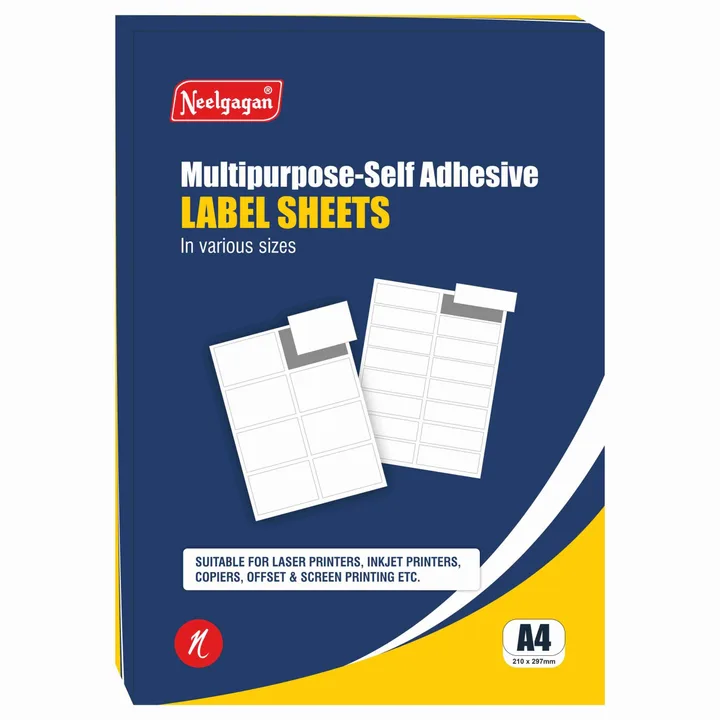 Neelgagan®
Multipurpose-Self Adhesive
LABEL SHEETS
In various sizes
SUITABLE FOR LASER PRINTERS, INKJET PRINTERS,
COPIERS, OFFSET & SCREEN PRINTING ETC.
n
A4
210 x 297mm